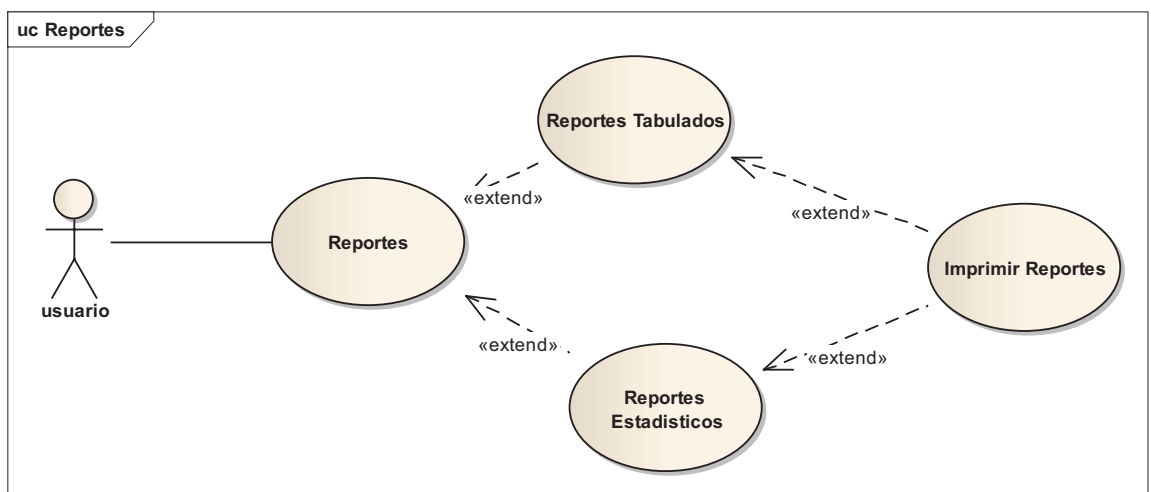 uc Reportes
Reportes Tabulados
«extend»
«extend»
Reportes
Imprimir Reportes
usuario
«extend»
«extend»
Reportes
Estadisticos